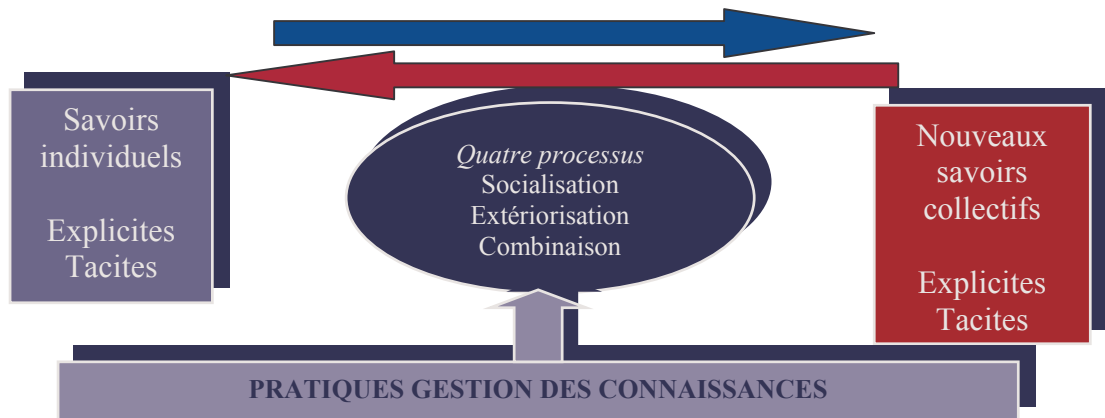 Savoirs
individuels
Explicites
Tacites
Quatre processus
Socialisation
Extériorisation
Combinaison
Nouveaux
savoirs
collectifs
Explicites
Tacites
PRATIQUES GESTION DES CONNAISSANCES